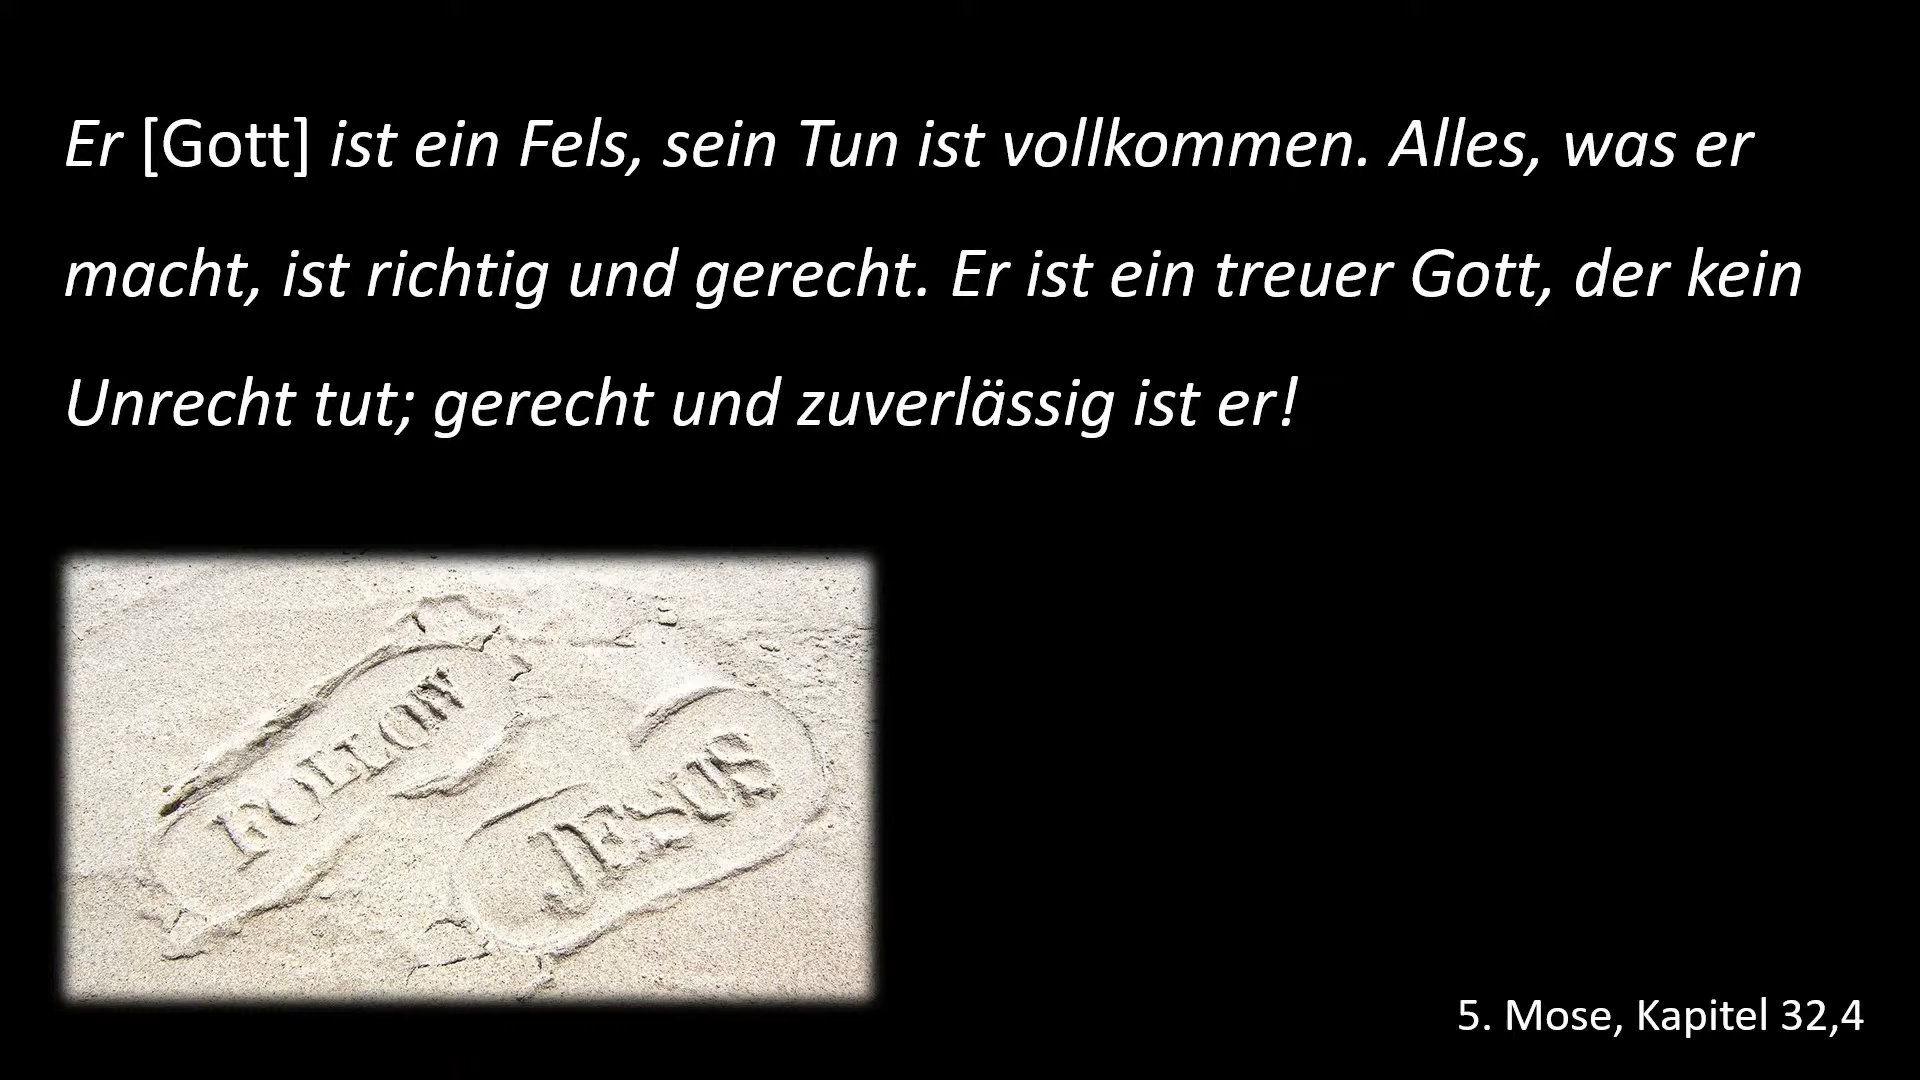 Er [Gott] ist ein Fels, sein Tun ist vollkommen. Alles, was er
macht, ist richtig und gerecht. Er ist ein treuer Gott, der kein
Unrecht tut; gerecht und zuverlässig ist er!
FOLLOW
JESUS
5. Mose, Kapitel 32,4